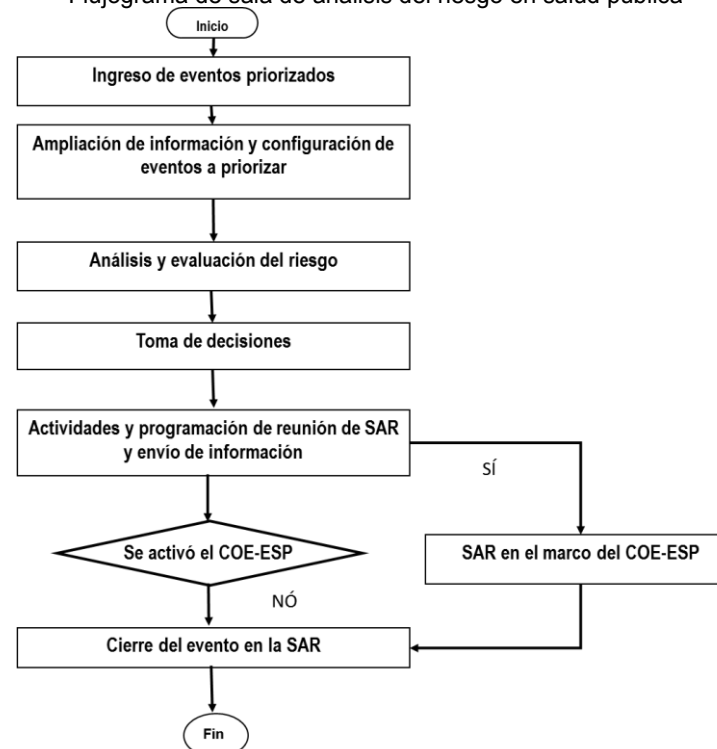 Flujograma de sala de análisis del riesgo en salud pública
Inicio
Ingreso de eventos priorizados
Ampliación de información y configuración de
eventos a priorizar
Análisis y evaluación del riesgo
Toma de decisiones
Actividades y programación de reunión de SAR
y envío de información
SÍ
Se activó el COE-ESP
SAR en el marco del COE-ESP
NÓ
Cierre del evento en la SAR
Fin